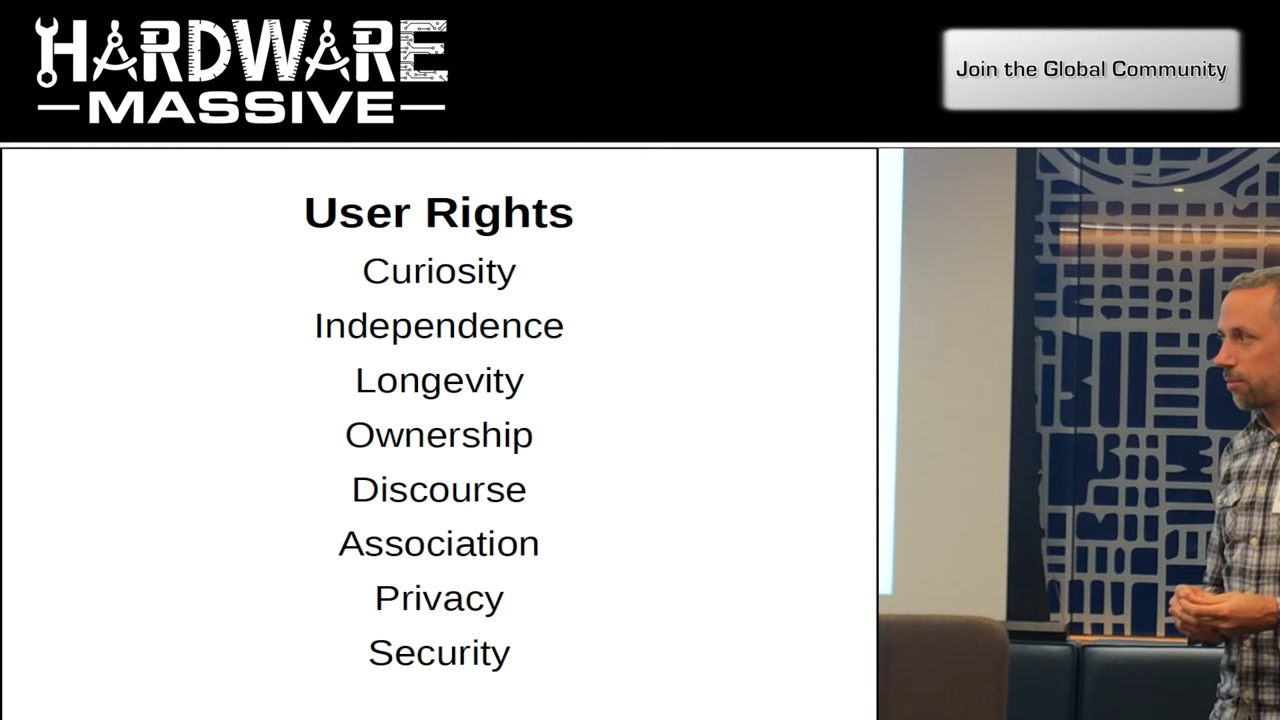 HARDWARE
MASSIVE
Join the Global Community
User Rights
Curiosity
Independence
Longevity
Ownership
Discourse
Association
Privacy
Security